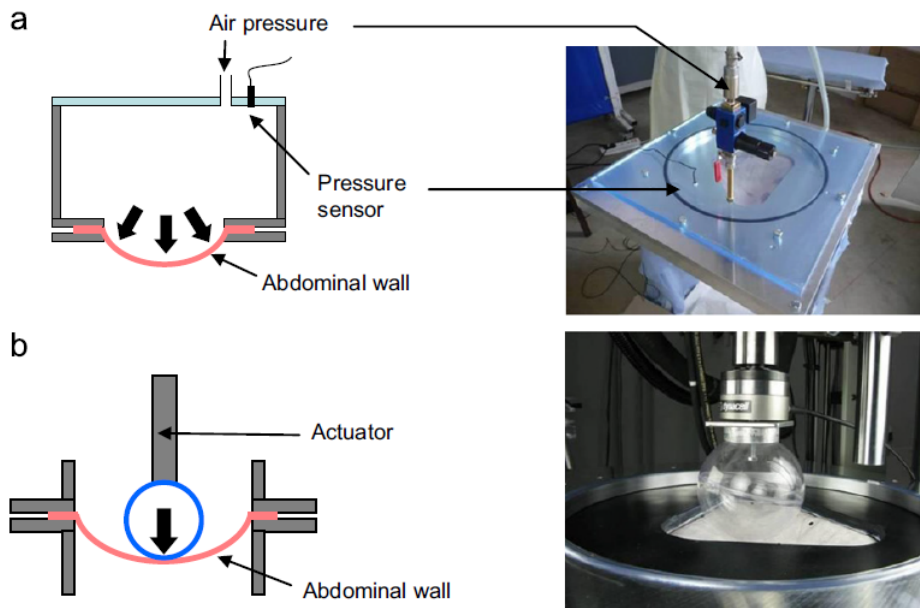 a
Air pressure
Pressure
sensor
Abdominal wall
b
Actuator
Abdominal wall